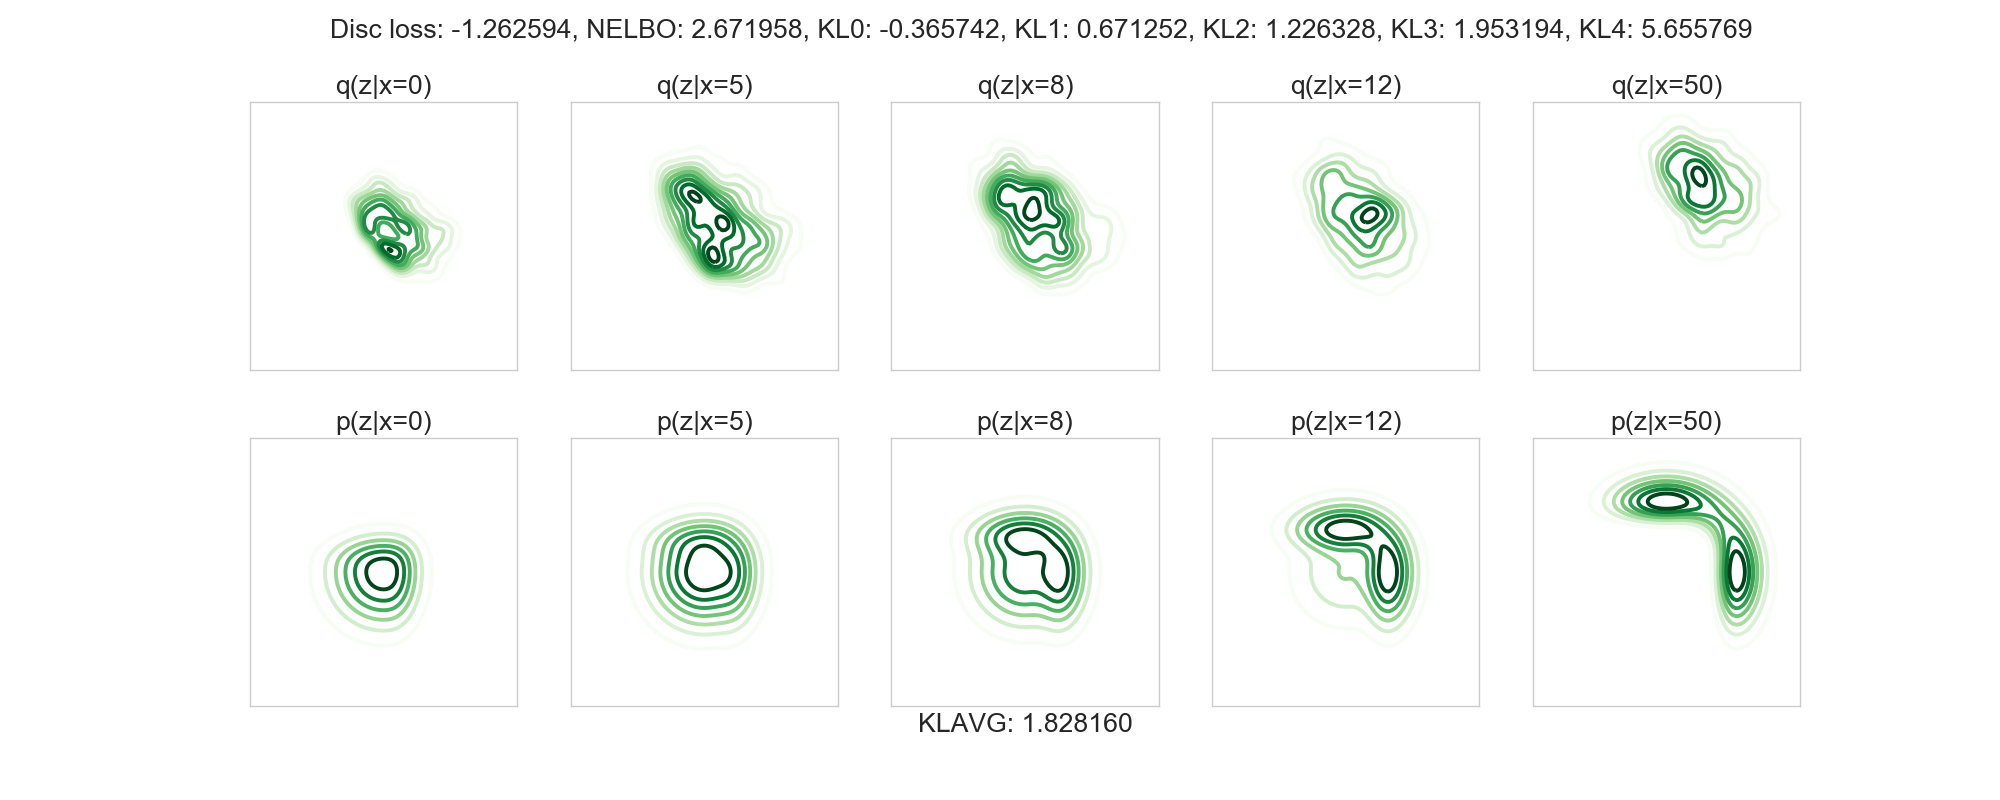 Disc loss: -1.262594, NELBO: 2.671958, KL0: -0.365742, KL1: 0.671252, KL2: 1.226328, KL3: 1.953194, KL4: 5.655769
q(z|x=0)
q(z|x=5)
q(z|x=8)
q(z|x=12)
q(z|x=50)
p(z|x=0)
p(z|x=5)
p(z|x=8)
p(z|x=12)
p(z|x=50)
KLAVG: 1.828160